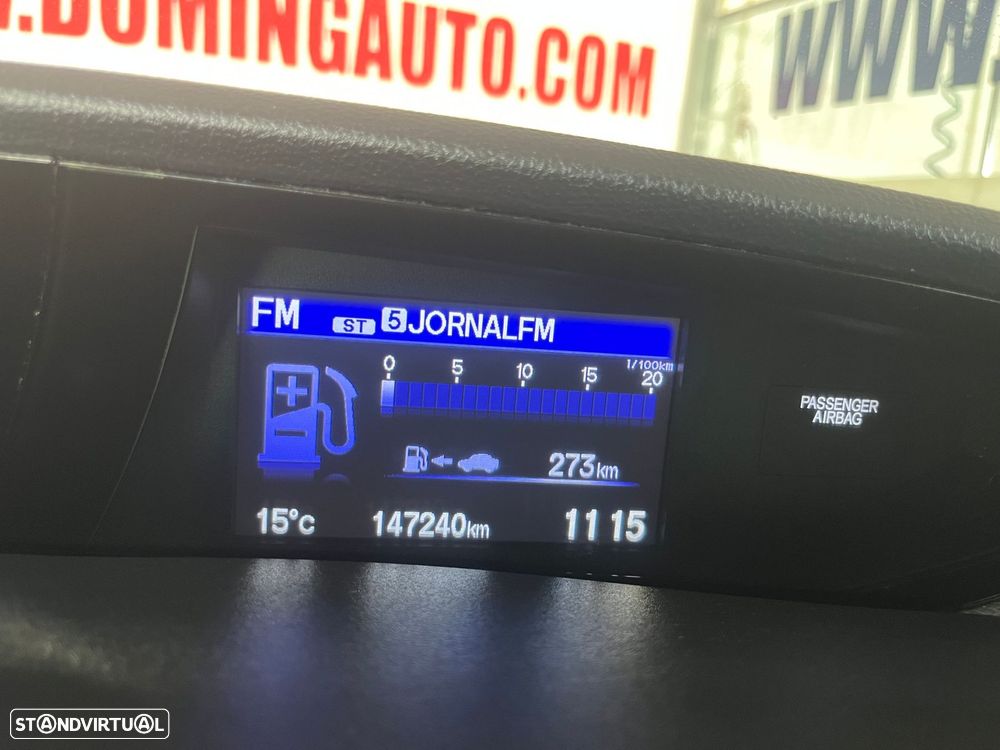 W.DOMINGAUTO.COM
WWW.
FM ST 5 JORNALFM
l/100km
0 5 10 15 20
273km
15°C 147240km 11 15
PASSENGER
AIRBAG
STANDVIRTUAL